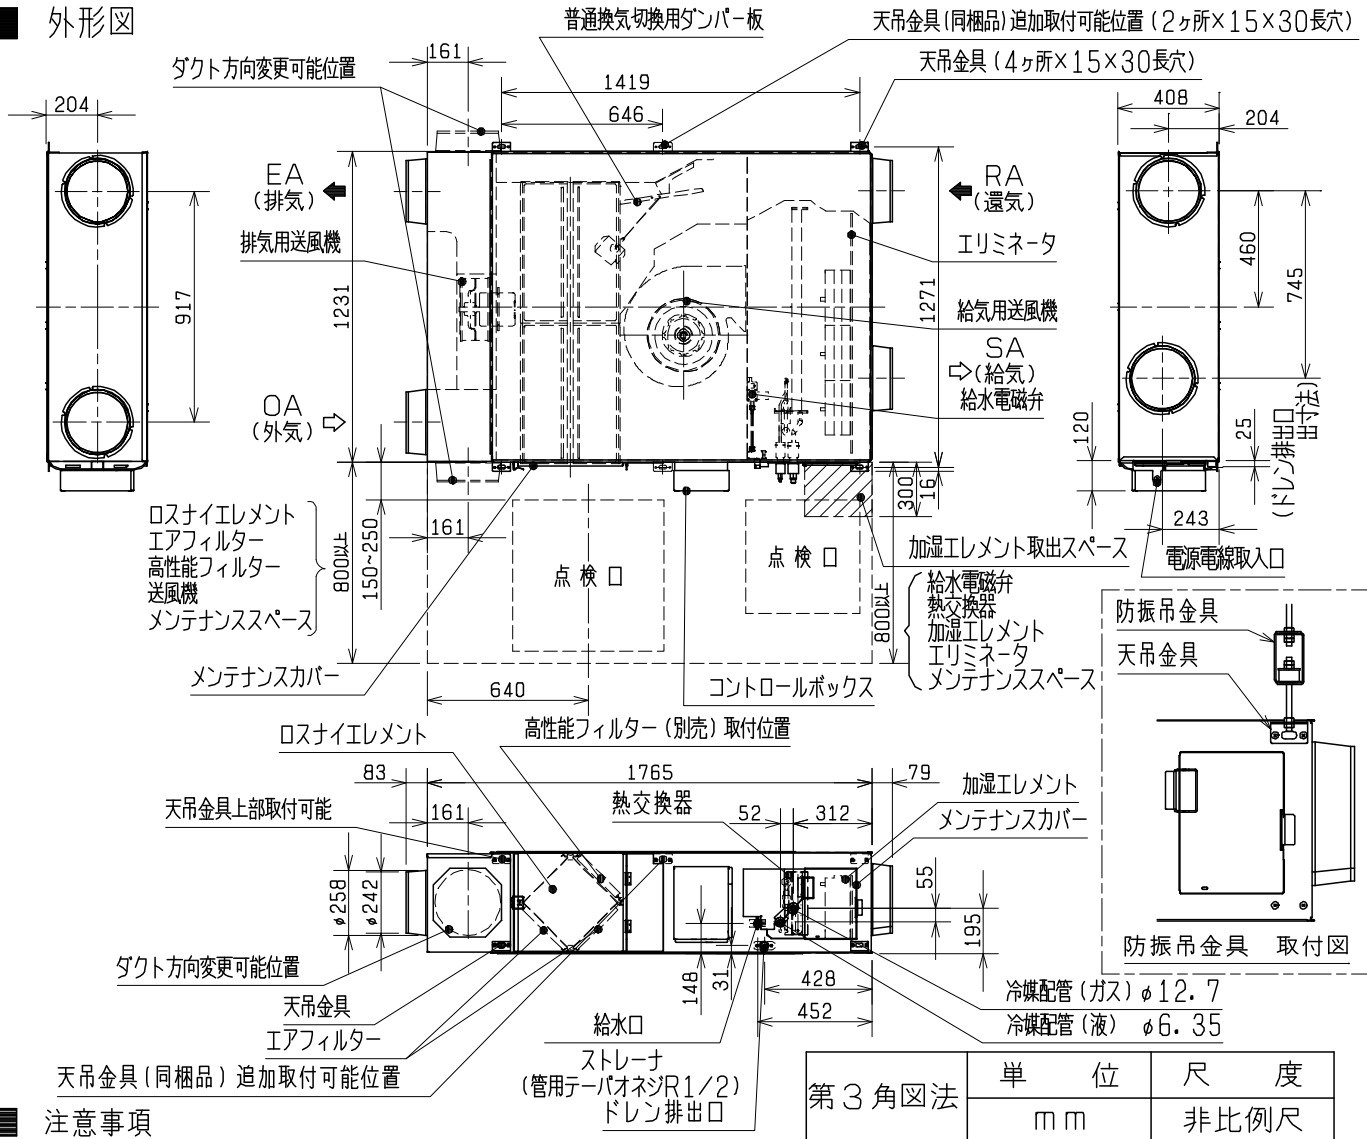 ■ 外形図
普通換気切換用ダンパー板
天吊金具(同梱品)追加取付可能位置(2ヶ所×15×30長穴)
天吊金具(4ヶ所×15×30長穴)
ダクト方向変更可能位置
161
1419
646
204
408
204
EA
(排気)
排気用送風機
RA
(還気)
エリミネータ
給気用送風機
SA
(給気)
給水電磁弁
OA
(外気)
917
1231
1271
460
745
120
25
(ドレン排出口
出寸法)
243
電源電線取入口
ロスナイエレメント
エアフィルター
高性能フィルター
送風機
メンテナンススペース
800以上
150~250
161
点検口
点検口
300
16
加湿エレメント取出スペース
800以上
給水電磁弁
熱交換器
加湿エレメント
エリミネータ
メンテナンススペース
メンテナンスカバー
640
コントロールボックス
防振吊金具
天吊金具
防振吊金具 取付図
ロスナイエレメント
高性能フィルター(別売)取付位置
83
1765
79
天吊金具上部取付可能
161
熱交換器
52
312
加湿エレメント
メンテナンスカバー
φ258
φ242
55
195
148
31
428
452
ダクト方向変更可能位置
天吊金具
エアフィルター
天吊金具(同梱品)追加取付可能位置
給水口
ストレーナ
(管用テーパオネジR1/2)
ドレン排出口
冷媒配管(ガス)φ12.7
冷媒配管(液) φ6.35
第3角図法
単位
尺度
mm
非比例尺
■ 注意事項